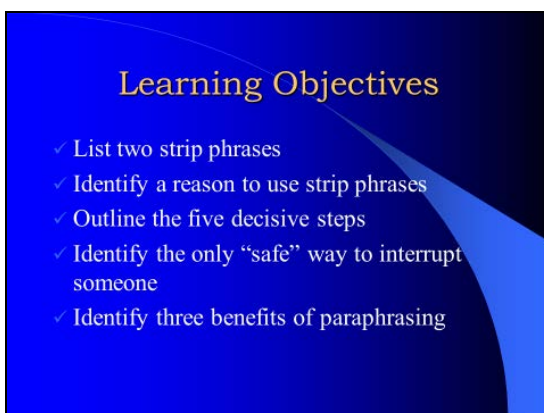 Learning Objectives
List two strip phrases
Identify a reason to use strip phrases
Outline the five decisive steps
Identify the only “safe” way to interrupt
someone
Identify three benefits of paraphrasing